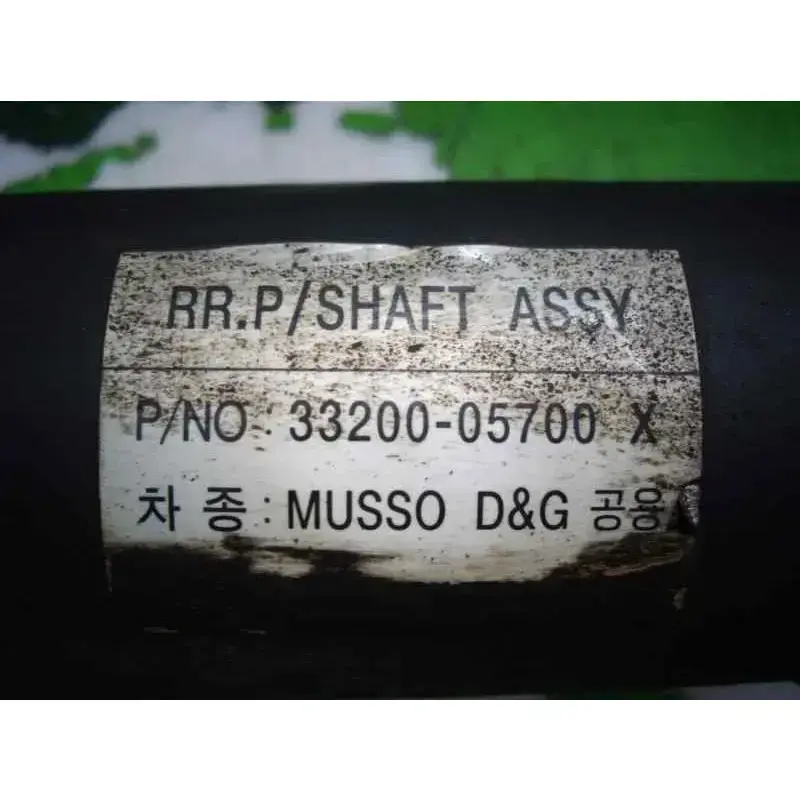 RR.P/SHAFT ASSY
P/NO : 33200-05700 X
차 종 : MUSSO D&G 공용